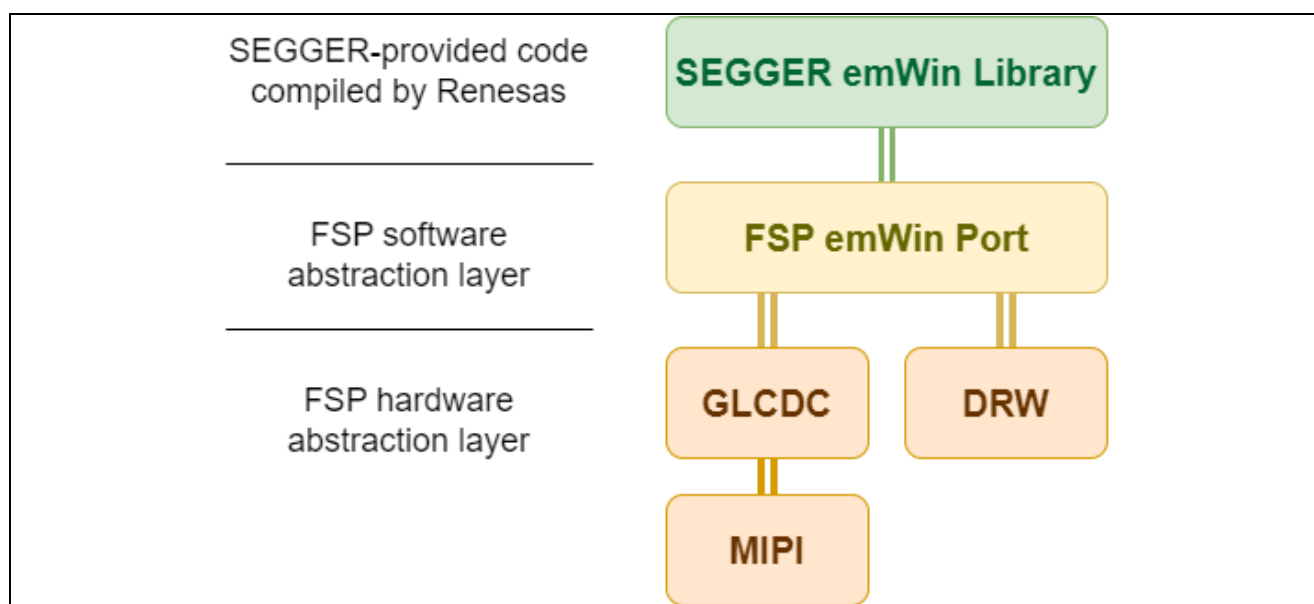 SEGGER-provided code
compiled by Renesas
SEGGER emWin Library
FSP software
abstraction layer
FSP emWin Port
FSP hardware
abstraction layer
GLCDC
DRW
MIPI